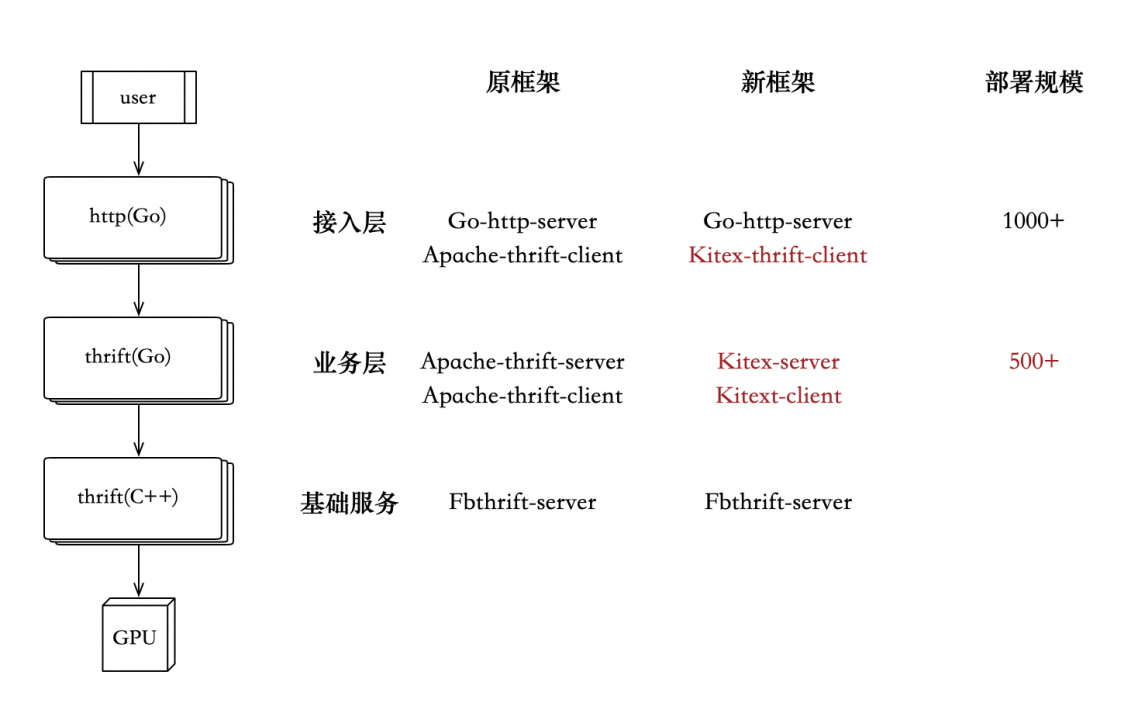 原框架 新框架 部署规模
user
http(Go) 接入层 Go-http-server Go-http-server 1000+
Apache-thrift-client Kitex-thrift-client
thrift(Go) 业务层 Apache-thrift-server Kitex-server 500+
Apache-thrift-client Kitext-client
thrift(C++) 基础服务 Fbthrift-server Fbthrift-server
GPU